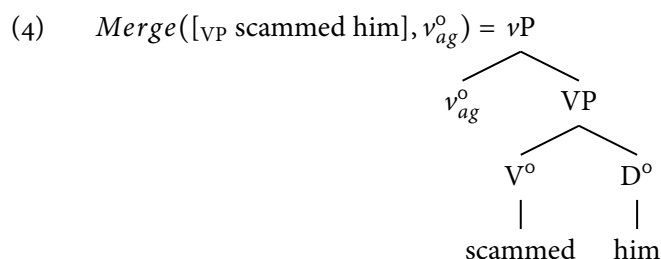 (4) Merge([VP scammed him], v°ag) = vP
v°ag VP
V° D°
scammed him